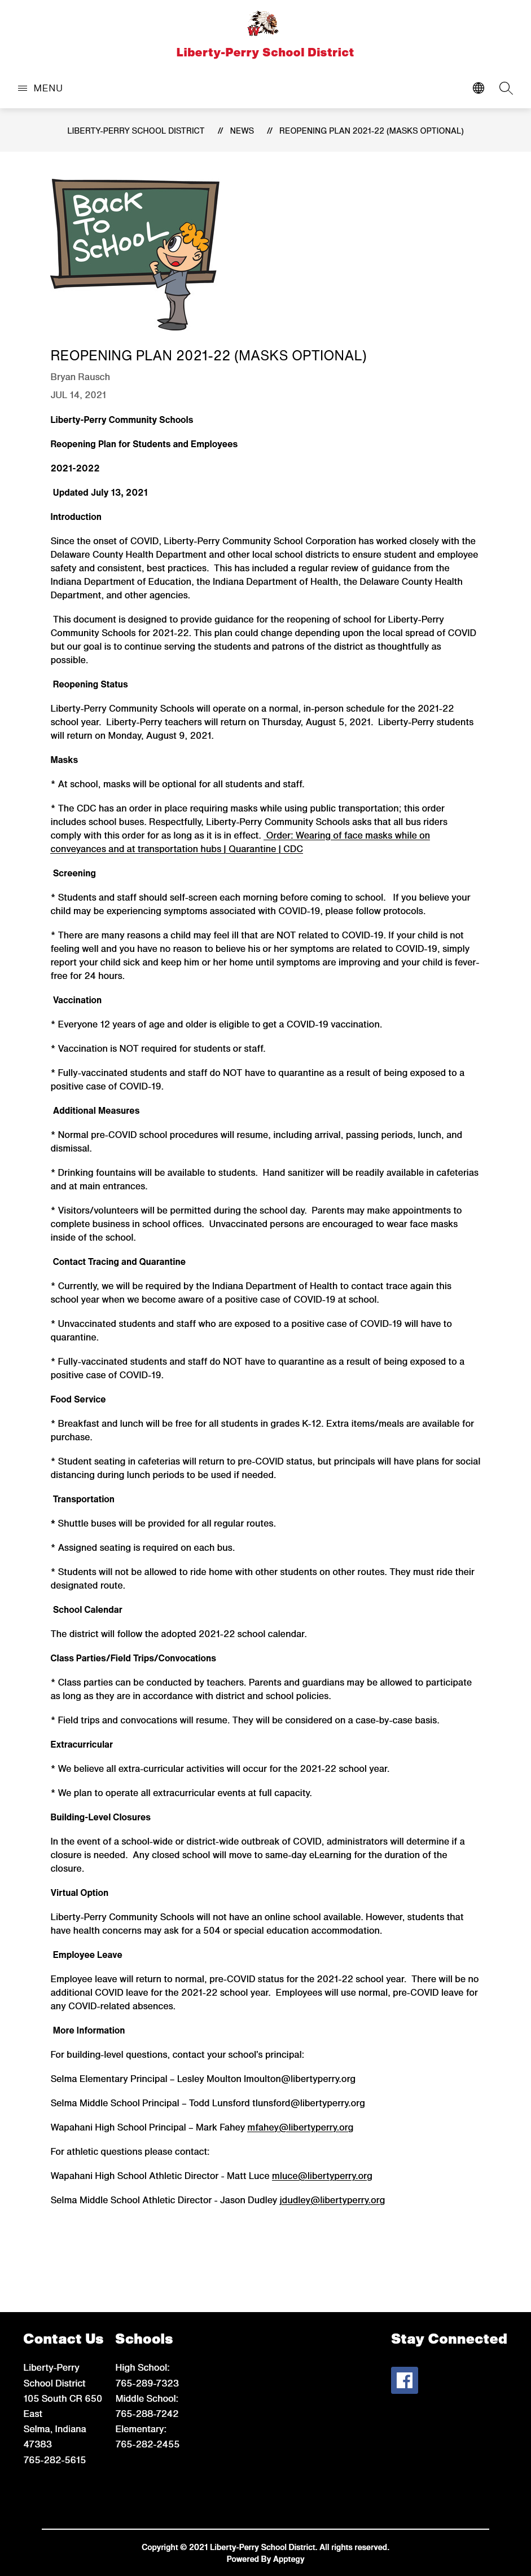 W
Liberty-Perry School District
MENU
LIBERTY-PERRY SCHOOL DISTRICT // NEWS // REOPENING PLAN 2021-22 (MASKS OPTIONAL)
BACK
TO
SCHOOL
REOPENING PLAN 2021-22 (MASKS OPTIONAL)
Bryan Rausch
JUL 14, 2021
Liberty-Perry Community Schools
Reopening Plan for Students and Employees
2021-2022
Updated July 13, 2021
Introduction
Since the onset of COVID, Liberty-Perry Community School Corporation has worked closely with the
Delaware County Health Department and other local school districts to ensure student and employee
safety and consistent, best practices.  This has included a regular review of guidance from the
Indiana Department of Education, the Indiana Department of Health, the Delaware County Health
Department, and other agencies.
This document is designed to provide guidance for the reopening of school for Liberty-Perry
Community Schools for 2021-22. This plan could change depending upon the local spread of COVID
but our goal is to continue serving the students and patrons of the district as thoughtfully as
possible.
Reopening Status
Liberty-Perry Community Schools will operate on a normal, in-person schedule for the 2021-22
school year.  Liberty-Perry teachers will return on Thursday, August 5, 2021.  Liberty-Perry students
will return on Monday, August 9, 2021.
Masks
* At school, masks will be optional for all students and staff.
* The CDC has an order in place requiring masks while using public transportation; this order
includes school buses. Respectfully, Liberty-Perry Community Schools asks that all bus riders
comply with this order for as long as it is in effect.  Order: Wearing of face masks while on
conveyances and at transportation hubs | Quarantine | CDC
Screening
* Students and staff should self-screen each morning before coming to school.   If you believe your
child may be experiencing symptoms associated with COVID-19, please follow protocols.
* There are many reasons a child may feel ill that are NOT related to COVID-19. If your child is not
feeling well and you have no reason to believe his or her symptoms are related to COVID-19, simply
report your child sick and keep him or her home until symptoms are improving and your child is fever-
free for 24 hours.
Vaccination
* Everyone 12 years of age and older is eligible to get a COVID-19 vaccination.
* Vaccination is NOT required for students or staff.
* Fully-vaccinated students and staff do NOT have to quarantine as a result of being exposed to a
positive case of COVID-19.
Additional Measures
* Normal pre-COVID school procedures will resume, including arrival, passing periods, lunch, and
dismissal.
* Drinking fountains will be available to students.  Hand sanitizer will be readily available in cafeterias
and at main entrances.
* Visitors/volunteers will be permitted during the school day.  Parents may make appointments to
complete business in school offices.  Unvaccinated persons are encouraged to wear face masks
inside of the school.
Contact Tracing and Quarantine
* Currently, we will be required by the Indiana Department of Health to contact trace again this
school year when we become aware of a positive case of COVID-19 at school.
* Unvaccinated students and staff who are exposed to a positive case of COVID-19 will have to
quarantine.
* Fully-vaccinated students and staff do NOT have to quarantine as a result of being exposed to a
positive case of COVID-19.
Food Service
* Breakfast and lunch will be free for all students in grades K-12. Extra items/meals are available for
purchase.
* Student seating in cafeterias will return to pre-COVID status, but principals will have plans for social
distancing during lunch periods to be used if needed.
Transportation
* Shuttle buses will be provided for all regular routes.
* Assigned seating is required on each bus.
* Students will not be allowed to ride home with other students on other routes. They must ride their
designated route.
School Calendar
The district will follow the adopted 2021-22 school calendar.
Class Parties/Field Trips/Convocations
* Class parties can be conducted by teachers. Parents and guardians may be allowed to participate
as long as they are in accordance with district and school policies.
* Field trips and convocations will resume. They will be considered on a case-by-case basis.
Extracurricular
* We believe all extra-curricular activities will occur for the 2021-22 school year.
* We plan to operate all extracurricular events at full capacity.
Building-Level Closures
In the event of a school-wide or district-wide outbreak of COVID, administrators will determine if a
closure is needed.  Any closed school will move to same-day eLearning for the duration of the
closure.
Virtual Option
Liberty-Perry Community Schools will not have an online school available. However, students that
have health concerns may ask for a 504 or special education accommodation.
Employee Leave
Employee leave will return to normal, pre-COVID status for the 2021-22 school year.  There will be no
additional COVID leave for the 2021-22 school year.  Employees will use normal, pre-COVID leave for
any COVID-related absences.
More Information
For building-level questions, contact your school's principal:
Selma Elementary Principal – Lesley Moulton lmoulton@libertyperry.org
Selma Middle School Principal – Todd Lunsford tlunsford@libertyperry.org
Wapahani High School Principal – Mark Fahey mfahey@libertyperry.org
For athletic questions please contact:
Wapahani High School Athletic Director - Matt Luce mluce@libertyperry.org
Selma Middle School Athletic Director - Jason Dudley jdudley@libertyperry.org
Contact Us
Liberty-Perry
School District
105 South CR 650
East
Selma, Indiana
47383
765-282-5615
Schools
High School:
765-289-7323
Middle School:
765-288-7242
Elementary:
765-282-2455
Stay Connected
Copyright © 2021 Liberty-Perry School District. All rights reserved.
Powered By Apptegy